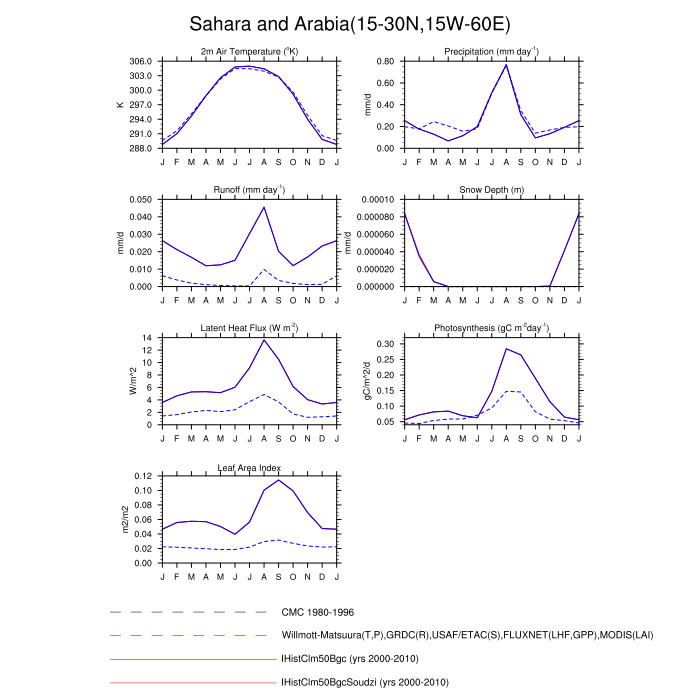 Sahara and Arabia(15-30N,15W-60E)
2m Air Temperature (°K)
K
306.0
303.0
300.0
297.0
294.0
291.0
288.0
J F M A M J J A S O N D J
Precipitation (mm day⁻¹)
mm/d
0.80
0.60
0.40
0.20
0.00
J F M A M J J A S O N D J
Runoff (mm day⁻¹)
mm/d
0.050
0.040
0.030
0.020
0.010
0.000
J F M A M J J A S O N D J
Snow Depth (m)
mm/d
0.00010
0.000080
0.000060
0.000040
0.000020
0.000000
J F M A M J J A S O N D J
Latent Heat Flux (W m⁻²)
W/m^2
14
12
10
8
6
4
2
0
J F M A M J J A S O N D J
Photosynthesis (gC m⁻²day⁻¹)
gC/m^2/d
0.30
0.25
0.20
0.15
0.10
0.05
J F M A M J J A S O N D J
Leaf Area Index
m2/m2
0.12
0.10
0.08
0.06
0.04
0.02
0.00
J F M A M J J A S O N D J
CMC 1980-1996
Willmott-Matsuura(T,P),GRDC(R),USAF/ETAC(S),FLUXNET(LHF,GPP),MODIS(LAI)
IHistClm50Bgc (yrs 2000-2010)
IHistClm50BgcSoudzi (yrs 2000-2010)